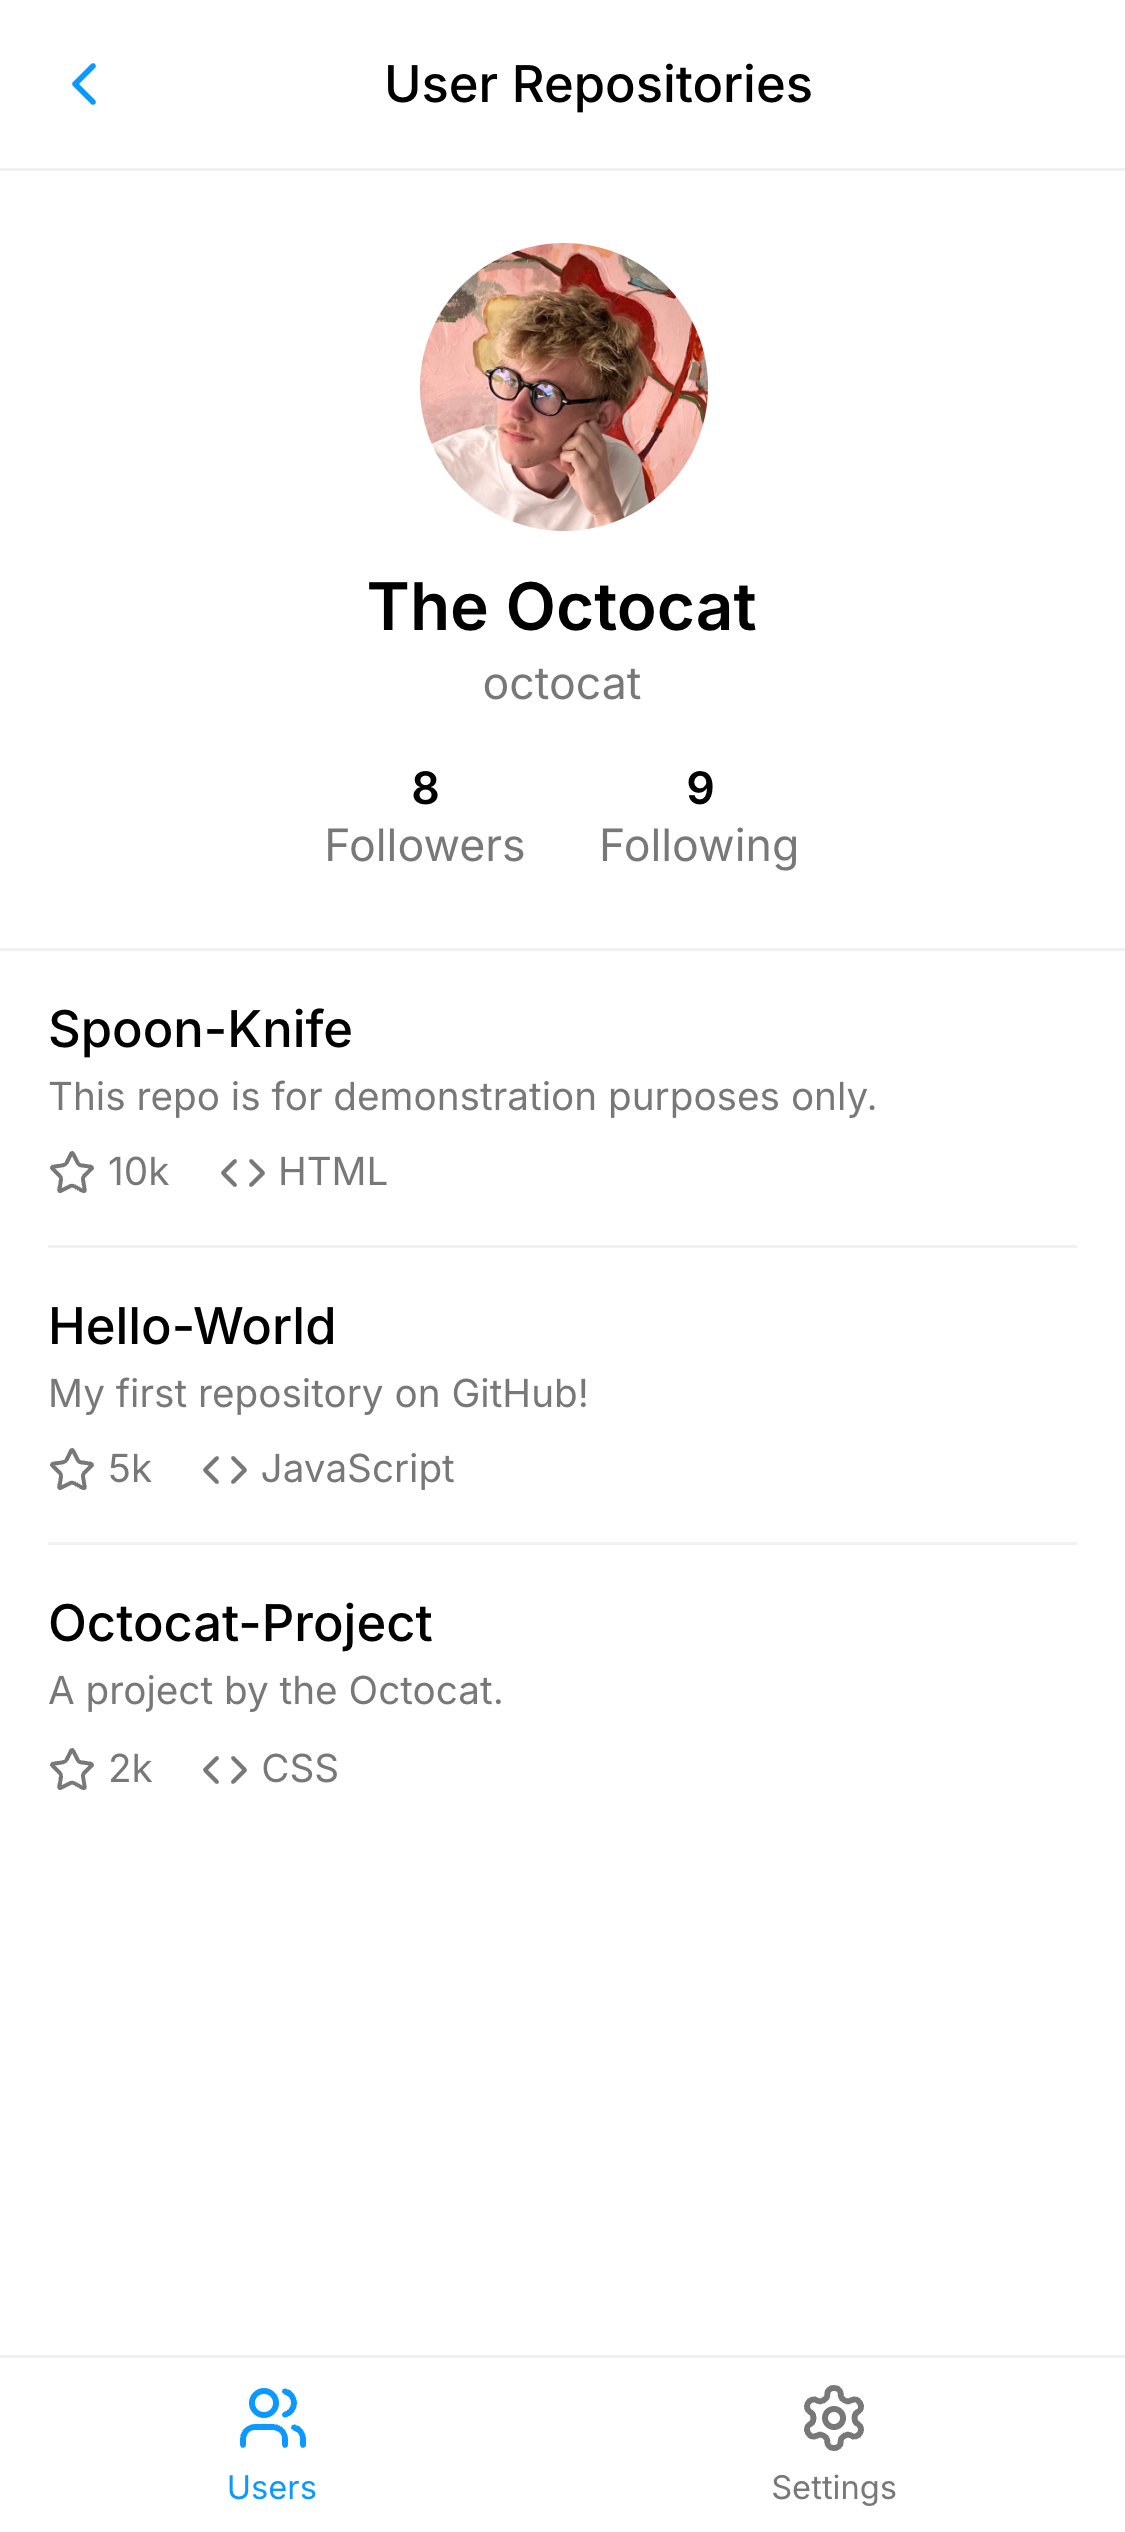 User Repositories
The Octocat
octocat
8 9
Followers Following
Spoon-Knife
This repo is for demonstration purposes only.
10k HTML
Hello-World
My first repository on GitHub!
5k JavaScript
Octocat-Project
A project by the Octocat.
2k CSS
Users Settings